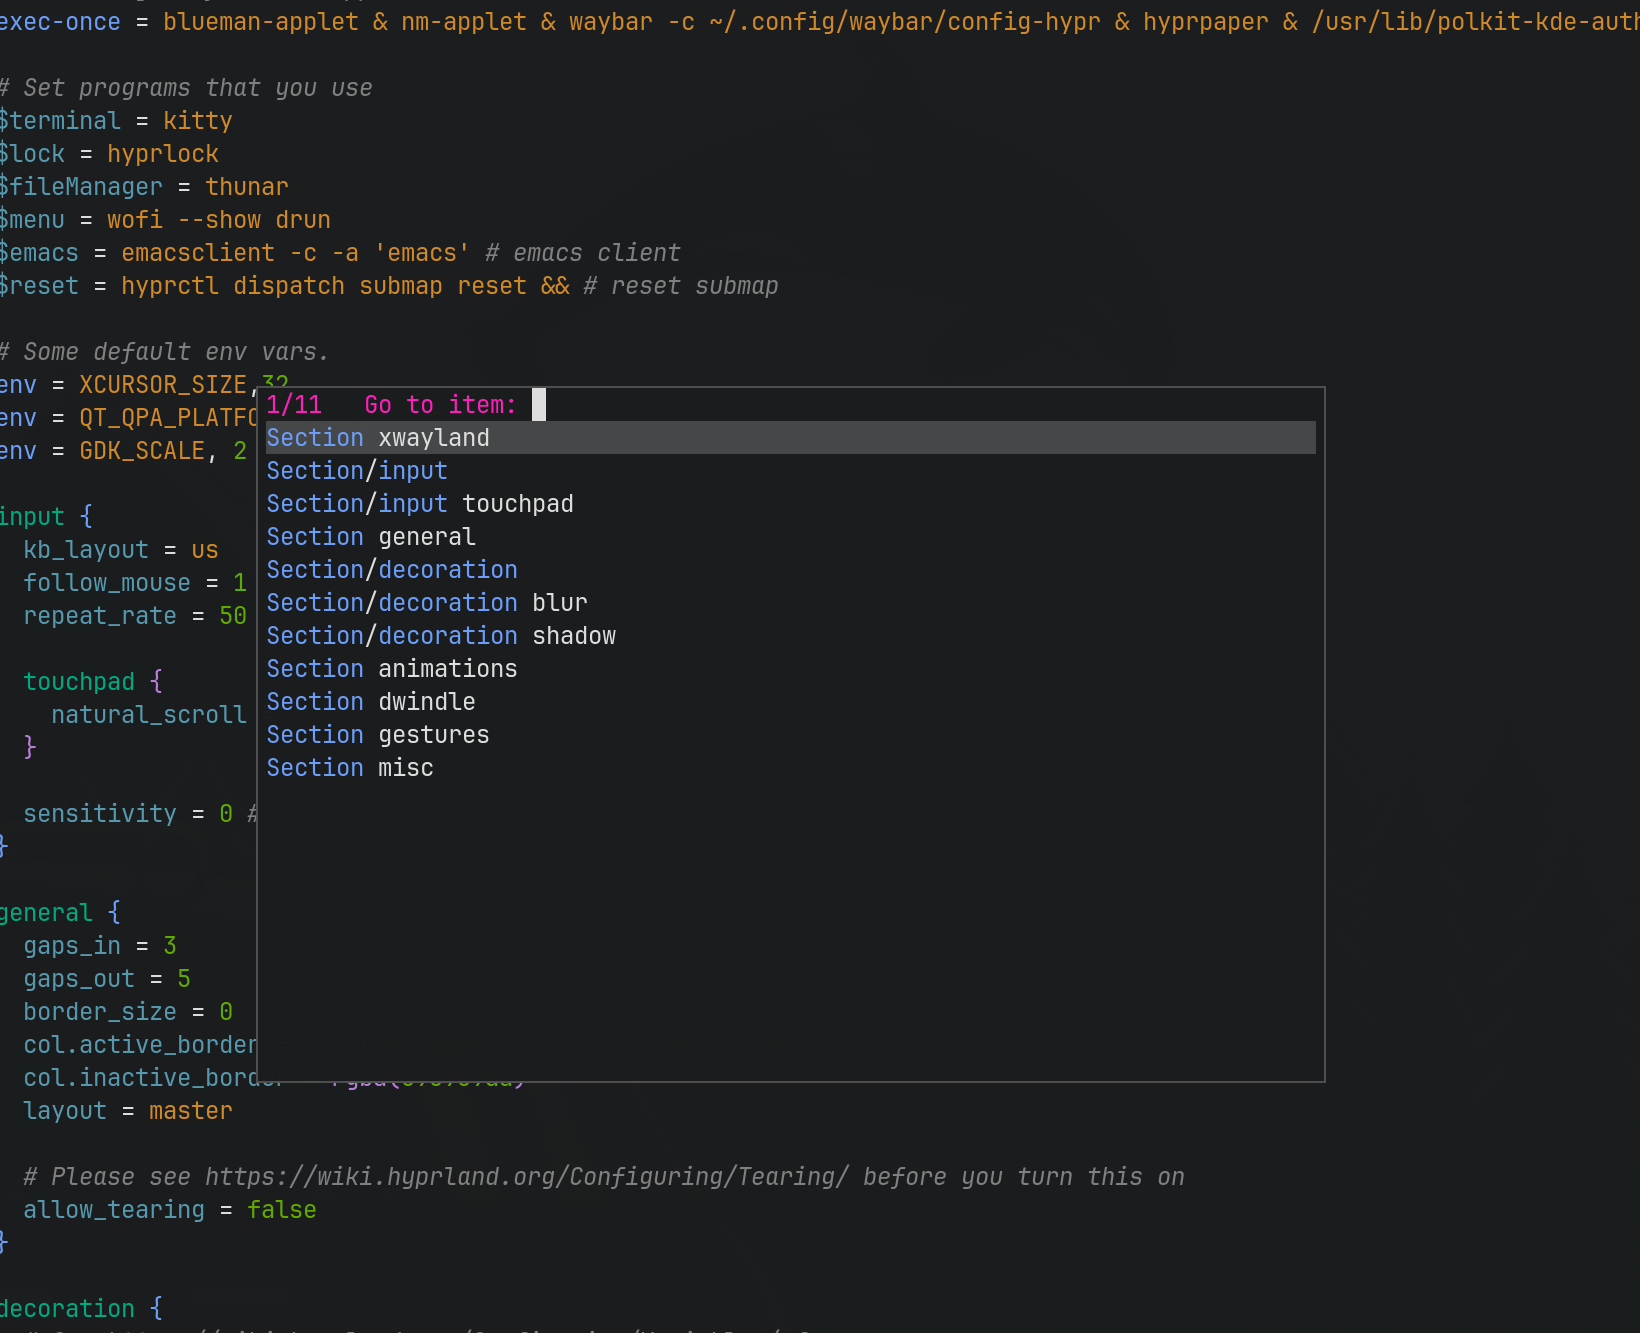 exec-once = blueman-applet & nm-applet & waybar -c ~/.config/waybar/config-hypr & hyprpaper & /usr/lib/polkit-kde-auth
# Set programs that you use
$terminal = kitty
$lock = hyprlock
$fileManager = thunar
$menu = wofi --show drun
$emacs = emacsclient -c -a 'emacs' # emacs client
$reset = hyprctl dispatch submap reset && # reset submap
# Some default env vars.
env = XCURSOR_SIZE,32
env = QT_QPA_PLATFO
env = GDK_SCALE, 2
1/11 Go to item:
Section xwayland
Section/input
Section/input touchpad
Section general
Section/decoration
Section/decoration blur
Section/decoration shadow
Section animations
Section dwindle
Section gestures
Section misc
input {
kb_layout = us
follow_mouse = 1
repeat_rate = 50
touchpad {
natural_scroll
}
sensitivity = 0 #
}
general {
gaps_in = 3
gaps_out = 5
border_size = 0
col.active_border
col.inactive_border
layout = master
# Please see https://wiki.hyprland.org/Configuring/Tearing/ before you turn this on
allow_tearing = false
}
decoration {